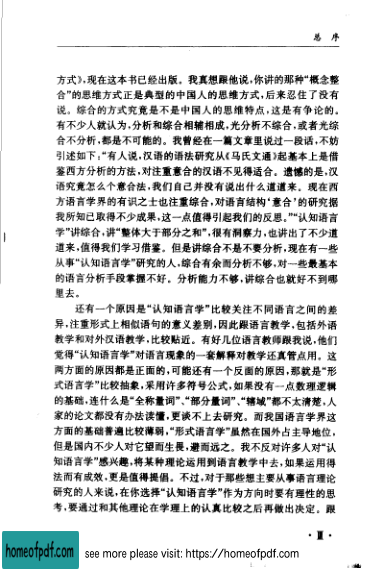 总 序
方式》,现在这本书已经出版。我真想跟他说,你讲的那种“概念整
合”的思维方式正是典型的中国人的思维方式,后来忍住了没有
说。综合的方式究竟是不是中国人的思维特点,这是有争论的。
有不少人就认为,分析和综合相辅相成,光分析不综合,或者光综
合不分析,都是不可能的。我曾经在一篇文章里说过一段话,不妨
引述如下:“有人说,汉语的语法研究从《马氏文通》起基本上是借
鉴西方分析的方法,对注重意合的汉语不见得适合。遗憾的是,汉
语究竟怎么个意合法,我们自己并没有说出什么道道来。现在西
方语言学界的有识之士也注重综合,对语言结构‘意合’的研究据
我所知已取得不少成果,这一点值得引起我们的反思。”“认知语言
学”讲综合,讲“整体大于部分之和”,很有洞察力,也讲出了不少道
道来,值得我们学习借鉴。但是讲综合不是不要分析,现在有一些
从事“认知语言学”研究的人,综合有余而分析不够,对一些最基本
的语言分析手段掌握不好。分析能力不够,讲综合也就好不到哪
里去。
还有一个原因是“认知语言学”比较关注不同语言之间的差
异,注重形式上相似语句的意义差别,因此跟语言教学,包括外语
教学和对外汉语教学,比较贴近。有好几位语言教师跟我说,他们
觉得“认知语言学”对语言现象的一套解释对教学还真管点用。这
两方面的原因都是正面的,可能还有一个反面的原因,那就是“形
式语言学”比较抽象,采用许多符号公式,如果没有一点数理逻辑
的基础,连什么是“全称量词”、“部分量词”、“辖域”都不太清楚,人
家的论文都没有办法读懂,更谈不上去研究。而我国语言学界这
方面的基础普遍比较薄弱,“形式语言学”虽然在国外占主导地位,
但是国内不少人对它望而生畏,避而远之。我不反对许多人对“认
知语言学”感兴趣,将某种理论运用到语言教学中去,如果运用得
法而有成效,更是值得提倡。不过,对于那些想主要从事语言理论
研究的人来说,在你选择“认知语言学”作为方向时要有理性的思
考,要通过和其他理论在学理上的认真比较之后再做出决定。跟
· Ⅲ ·
homeofpdf.com see more please visit: https://homeofpdf.com